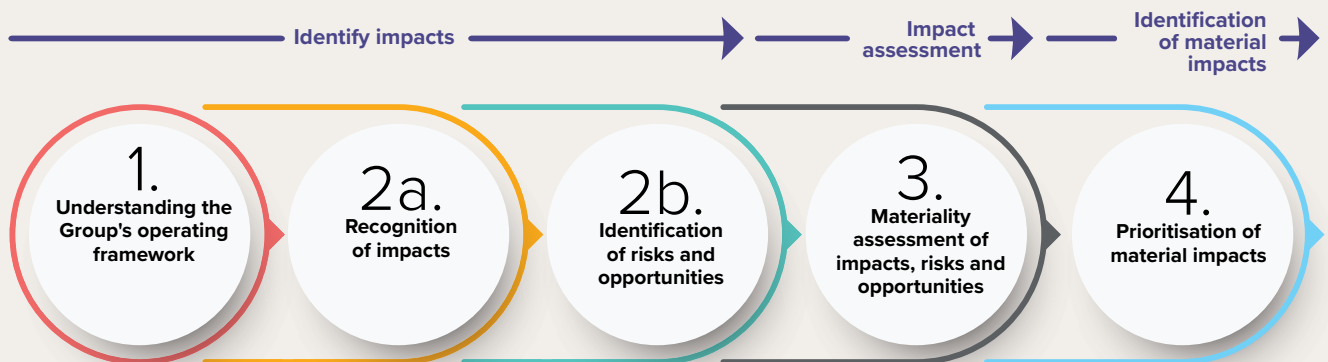 Identify impacts
Impact
assessment
Identification
of material
impacts
1.
Understanding the
Group's operating
framework
2a.
Recognition
of impacts
2b.
Identification
of risks and
opportunities
3.
Materiality
assessment of
impacts, risks and
opportunities
4.
Prioritisation of
material impacts